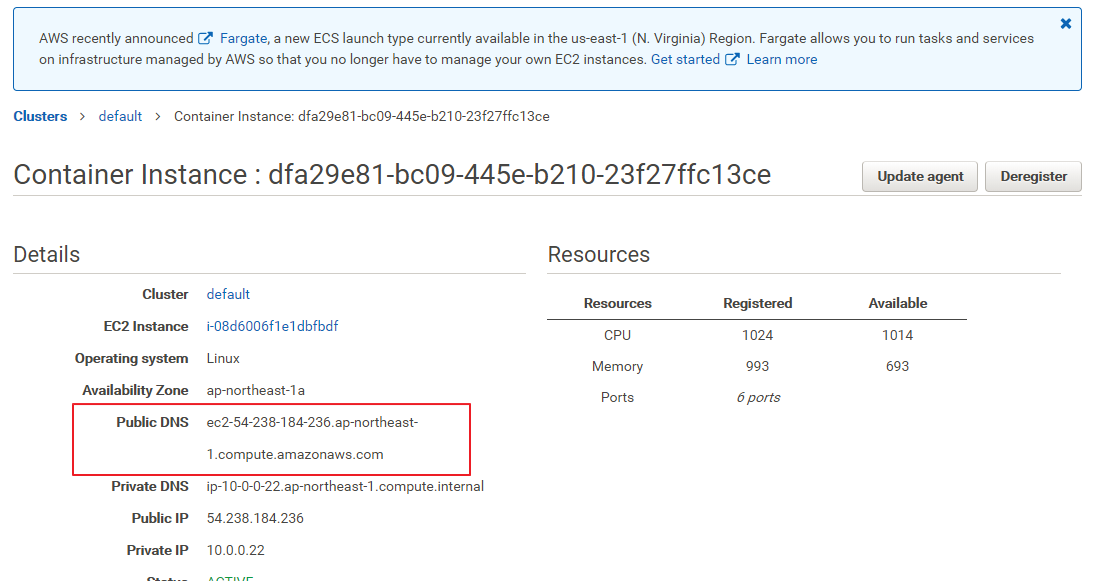 AWS recently announced Fargate, a new ECS launch type currently available in the us-east-1 (N. Virginia) Region. Fargate allows you to run tasks and services
on infrastructure managed by AWS so that you no longer have to manage your own EC2 instances. Get started Learn more
Clusters > default > Container Instance: dfa29e81-bc09-445e-b210-23f27ffc13ce
Container Instance : dfa29e81-bc09-445e-b210-23f27ffc13ce
Update agent
Deregister
Details
Cluster default
EC2 Instance i-08d6006f1e1dbfbdf
Operating system Linux
Availability Zone ap-northeast-1a
Public DNS ec2-54-238-184-236.ap-northeast-
1.compute.amazonaws.com
Private DNS ip-10-0-0-22.ap-northeast-1.compute.internal
Public IP 54.238.184.236
Private IP 10.0.0.22
Status ACTIVE
Resources
Resources Registered Available
CPU 1024 1014
Memory 993 693
Ports 6 ports